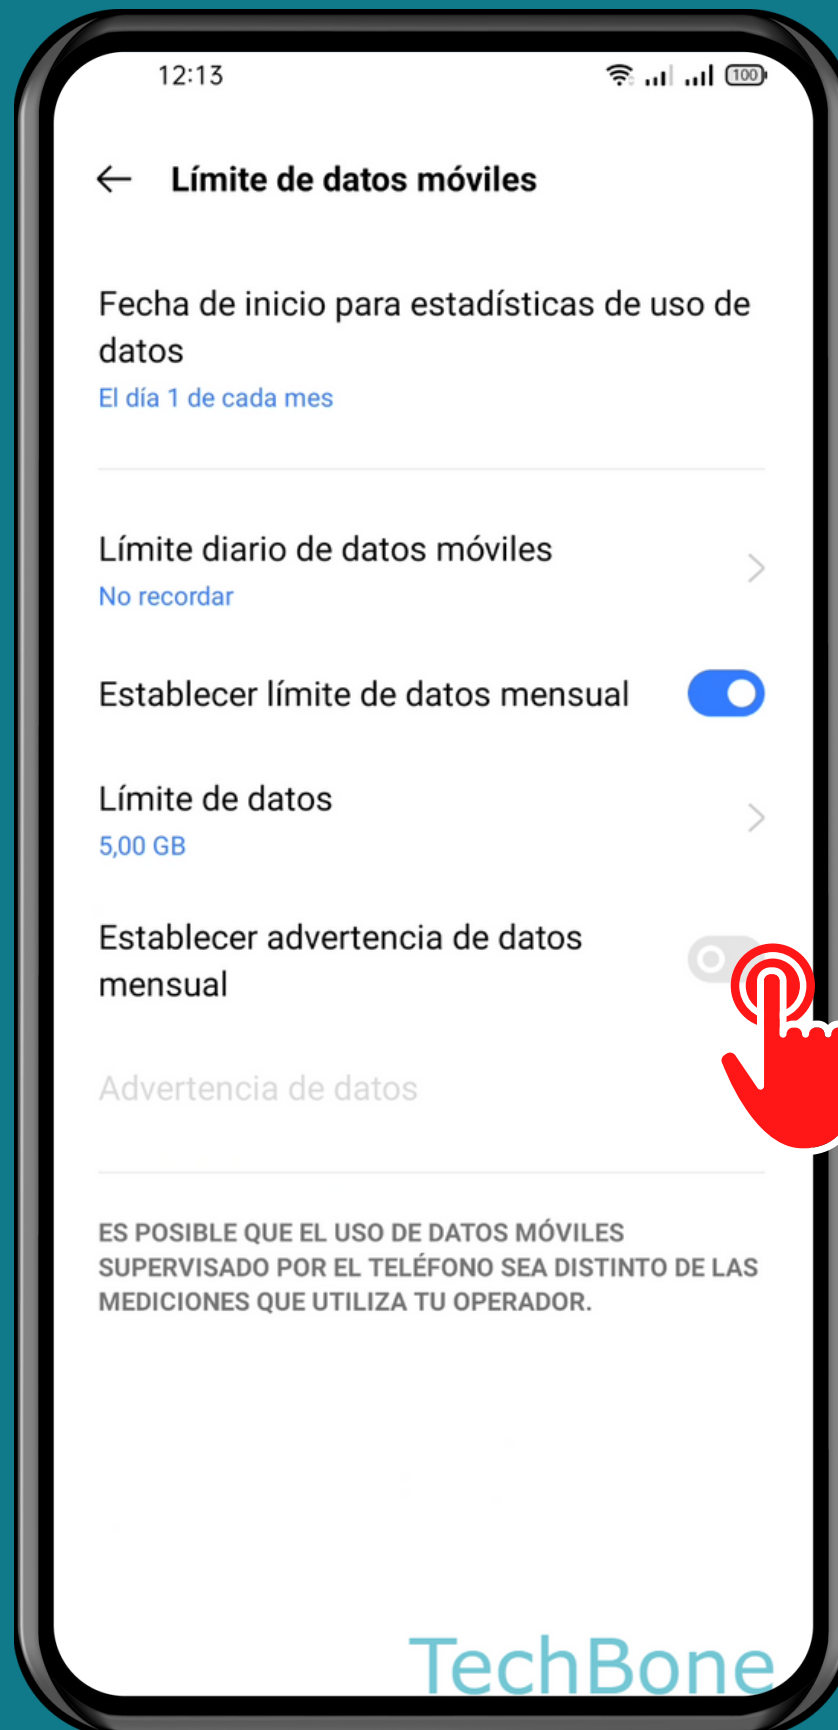 12:13
100
Límite de datos móviles
Fecha de inicio para estadísticas de uso de
datos
El día 1 de cada mes
Límite diario de datos móviles
No recordar
Establecer límite de datos mensual
Límite de datos
5,00 GB
Establecer advertencia de datos
mensual
Advertencia de datos
ES POSIBLE QUE EL USO DE DATOS MÓVILES
SUPERVISADO POR EL TELÉFONO SEA DISTINTO DE LAS
MEDICIONES QUE UTILIZA TU OPERADOR.
TechBone